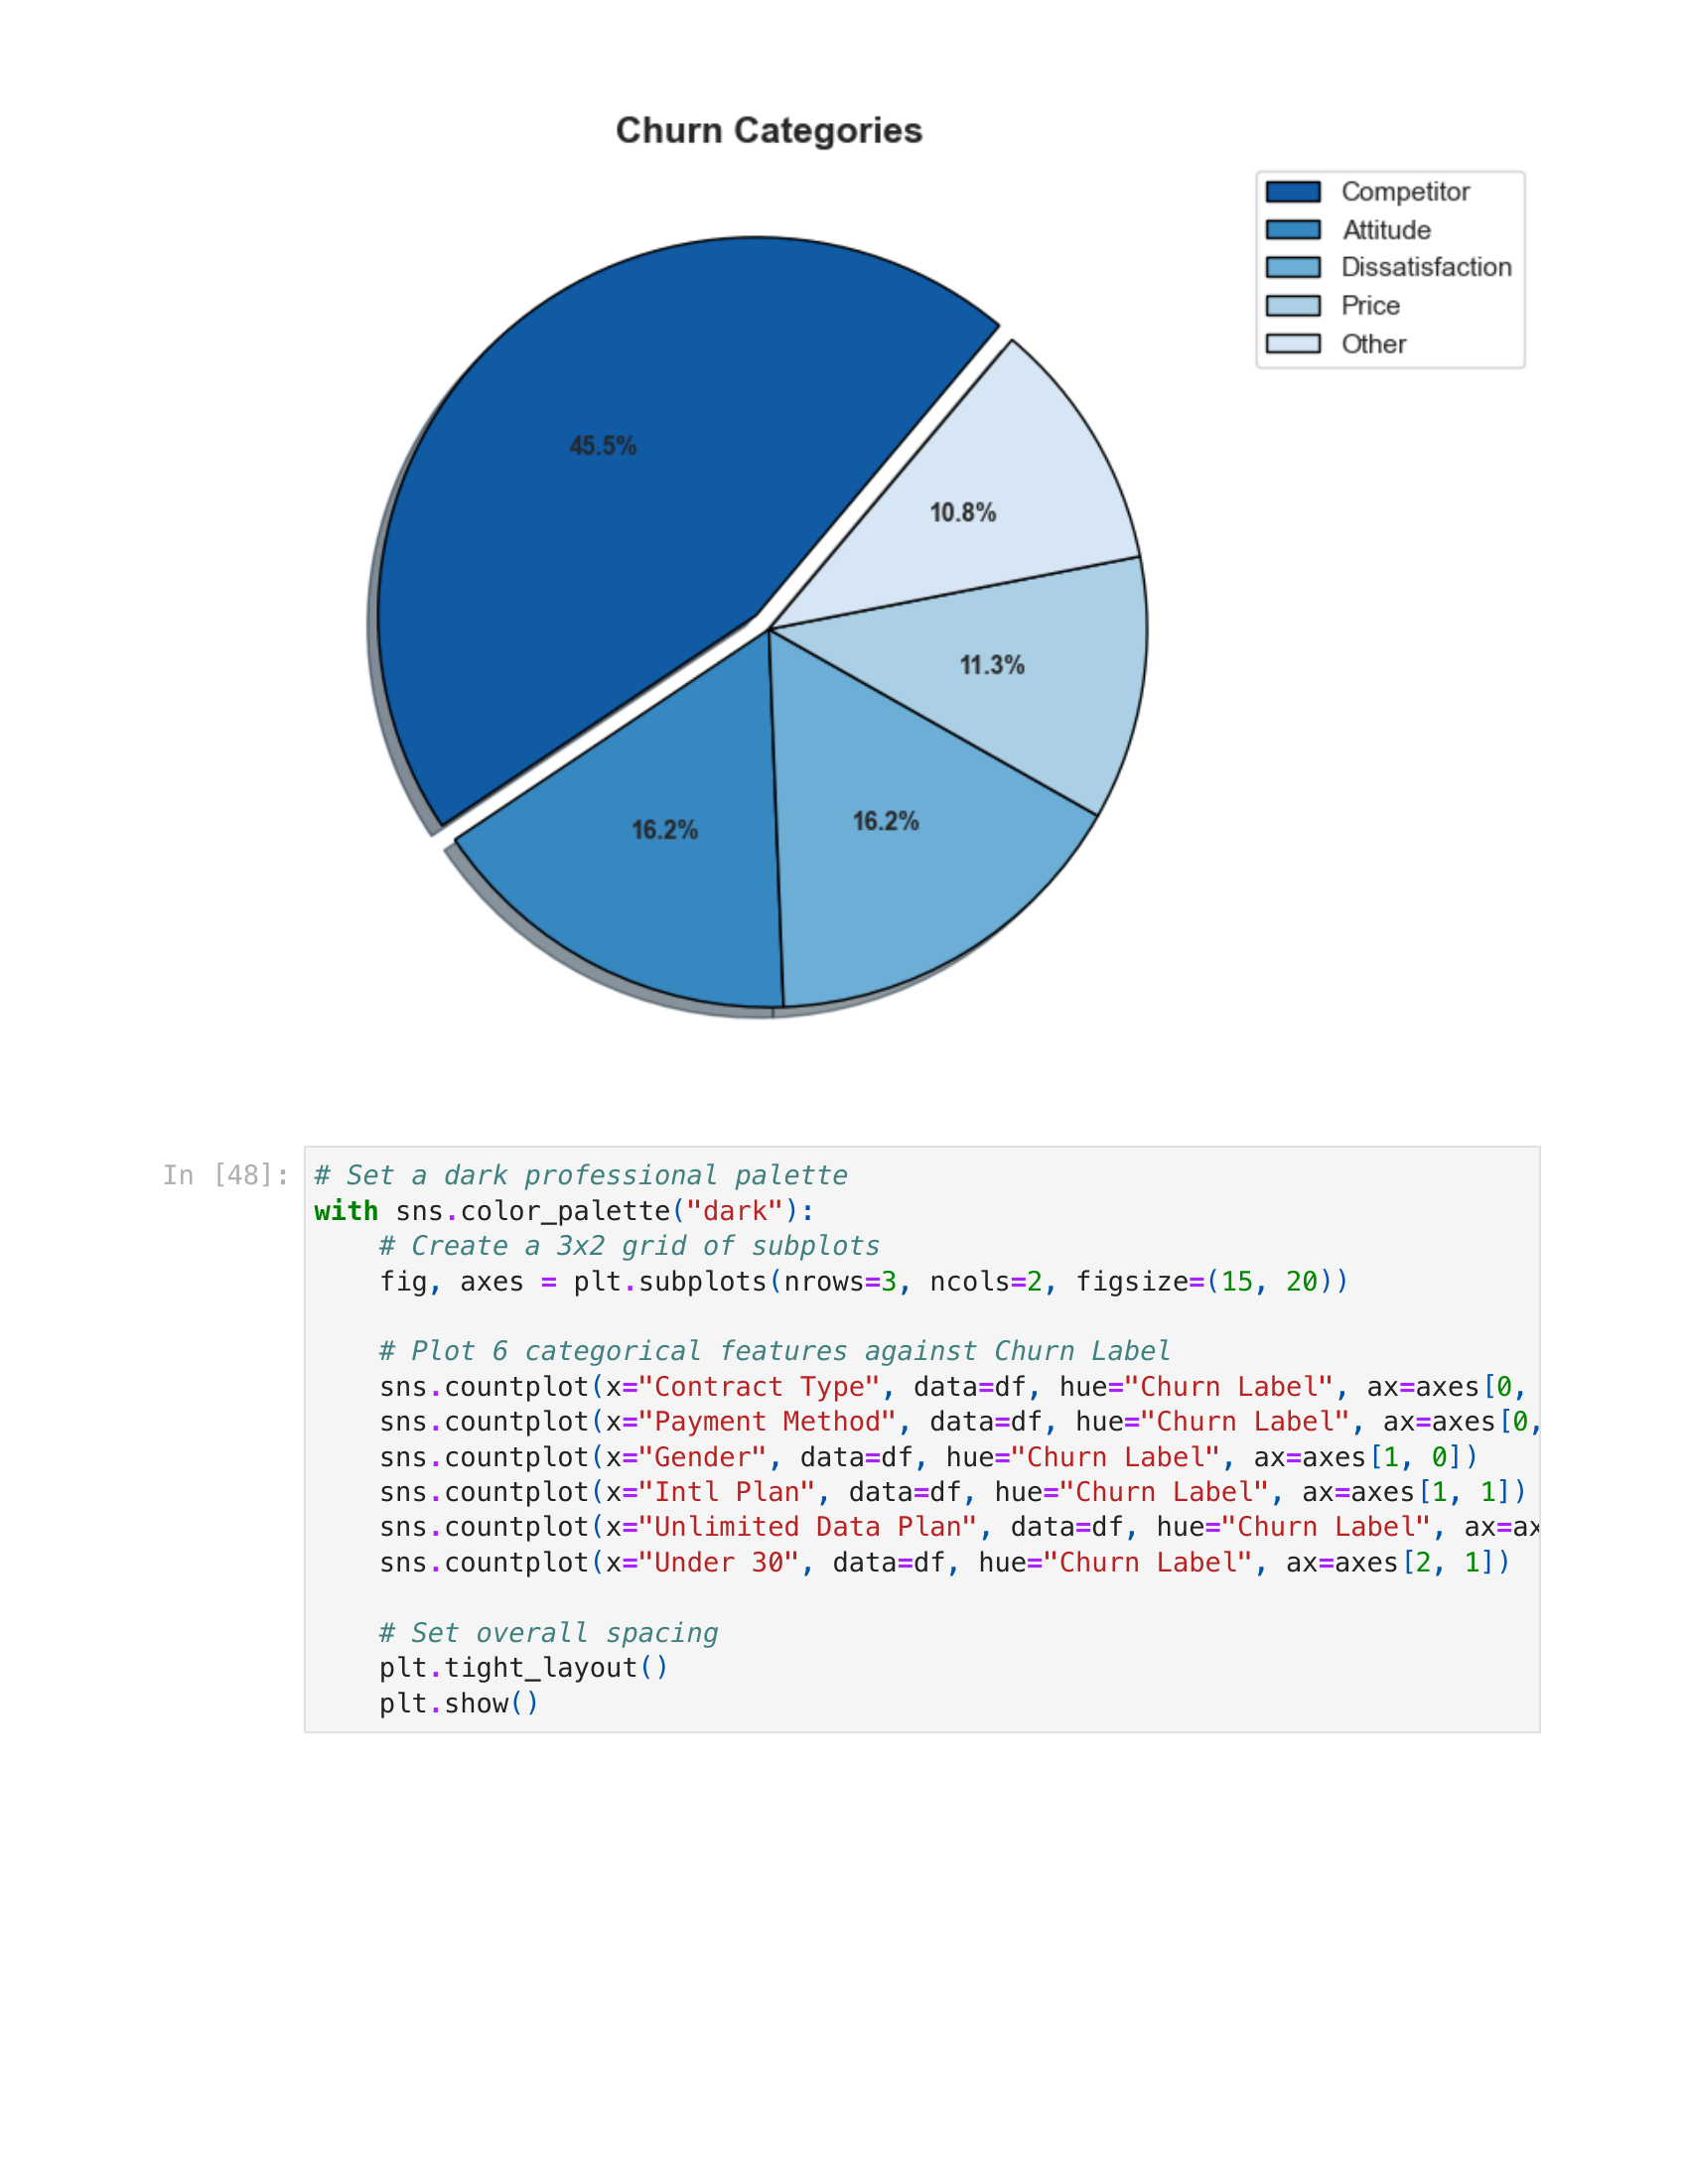 Churn Categories
Competitor
Attitude
Dissatisfaction
Price
Other
45.5%
10.8%
11.3%
16.2%
16.2%
In [48]:
# Set a dark professional palette
with sns.color_palette("dark"):
    # Create a 3x2 grid of subplots
    fig, axes = plt.subplots(nrows=3, ncols=2, figsize=(15, 20))
    # Plot 6 categorical features against Churn Label
    sns.countplot(x="Contract Type", data=df, hue="Churn Label", ax=axes[0,
    sns.countplot(x="Payment Method", data=df, hue="Churn Label", ax=axes[0,
    sns.countplot(x="Gender", data=df, hue="Churn Label", ax=axes[1, 0])
    sns.countplot(x="Intl Plan", data=df, hue="Churn Label", ax=axes[1, 1])
    sns.countplot(x="Unlimited Data Plan", data=df, hue="Churn Label", ax=ax
    sns.countplot(x="Under 30", data=df, hue="Churn Label", ax=axes[2, 1])
    # Set overall spacing
    plt.tight_layout()
    plt.show()